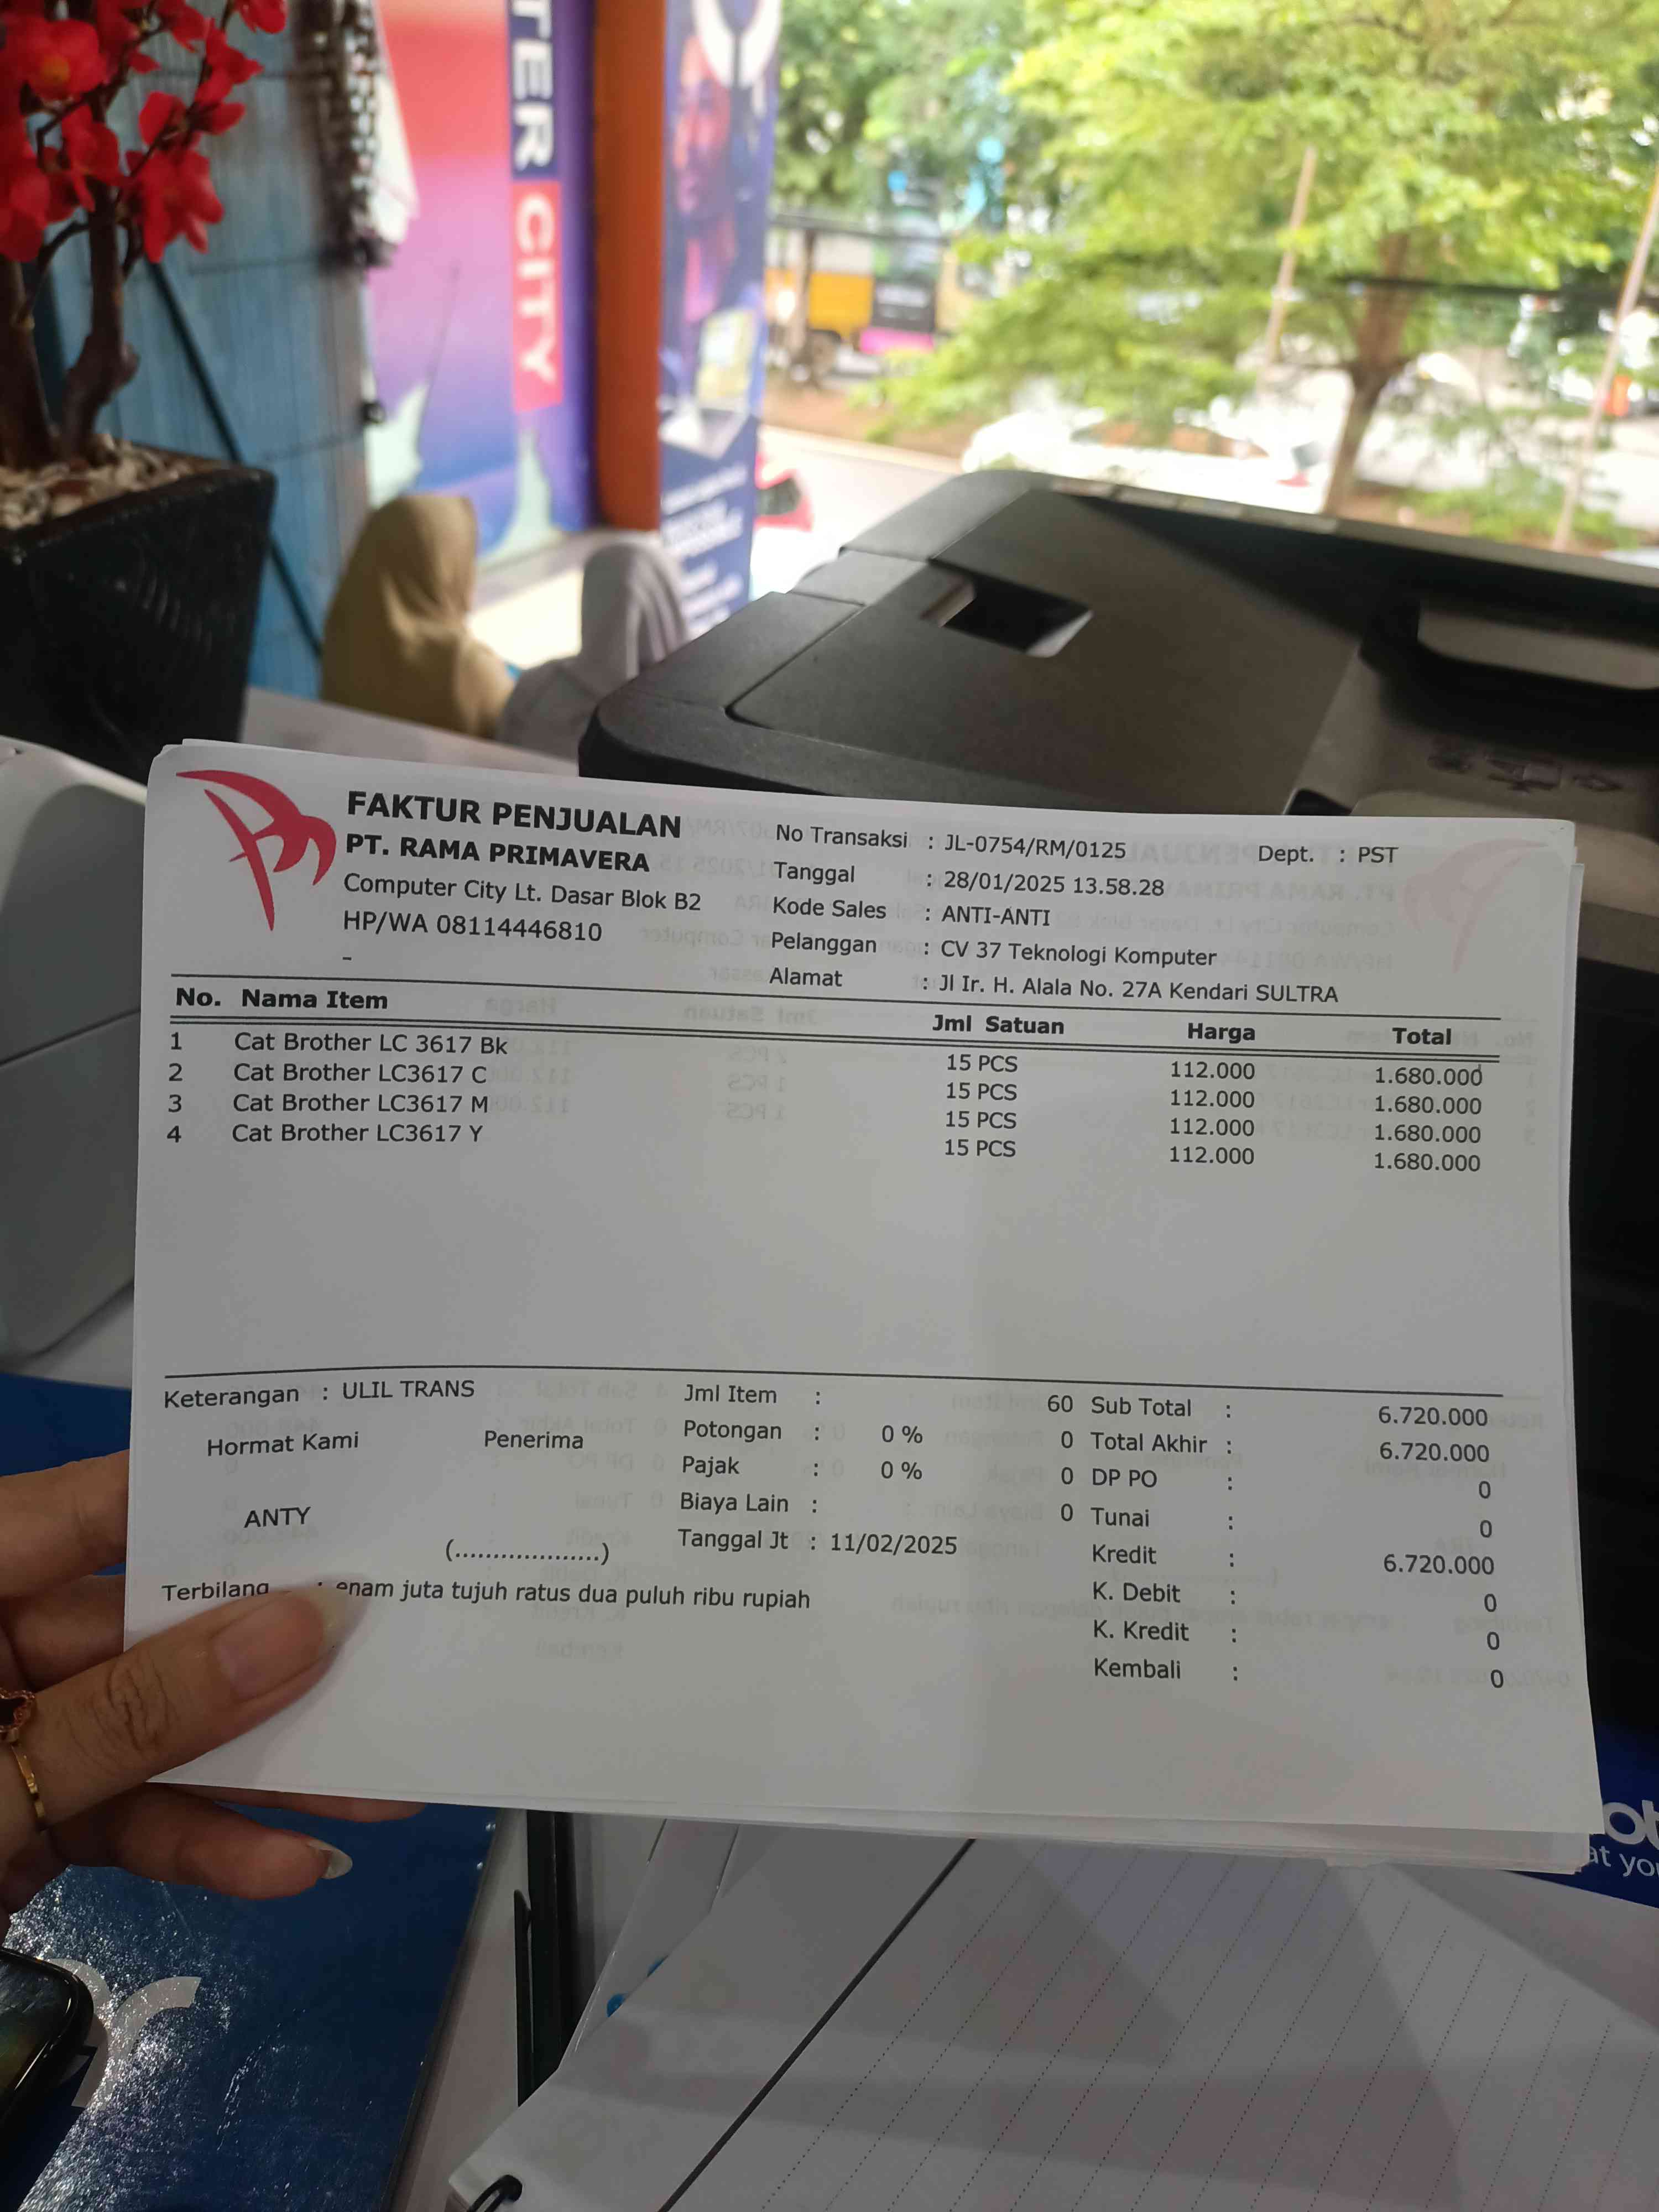 TER CITY
FAKTUR PENJUALAN
PT. RAMA PRIMAVERA
Computer City Lt. Dasar Blok B2
HP/WA 08114446810
-
No Transaksi : JL-0754/RM/0125 Dept. : PST
Tanggal : 28/01/2025 13.58.28
Kode Sales : ANTI-ANTI
Pelanggan : CV 37 Teknologi Komputer
Alamat : Jl Ir. H. Alala No. 27A Kendari SULTRA
No. Nama Item Jml Satuan Harga Total
1 Cat Brother LC 3617 Bk 15 PCS 112.000 1.680.000
2 Cat Brother LC3617 C 15 PCS 112.000 1.680.000
3 Cat Brother LC3617 M 15 PCS 112.000 1.680.000
4 Cat Brother LC3617 Y 15 PCS 112.000 1.680.000
Keterangan : ULIL TRANS
Hormat Kami Penerima
ANTY
(...................)
Terbilang : enam juta tujuh ratus dua puluh ribu rupiah
Jml Item : 60
Potongan : 0 % 0
Pajak : 0 % 0
Biaya Lain : 0
Tanggal Jt : 11/02/2025
Sub Total : 6.720.000
Total Akhir : 6.720.000
DP PO : 0
Tunai : 0
Kredit : 6.720.000
K. Debit : 0
K. Kredit : 0
Kembali : 0
at yo